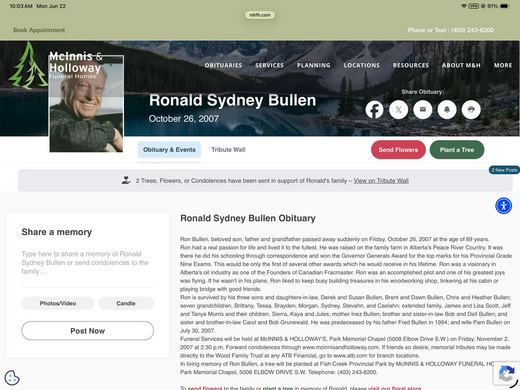 10:03 AM Mon Jun 22
91%
mhfh.com
Book Appointment
Phone or Text : (403) 243-8200
McInnis &
Holloway
Funeral Homes
OBITUARIES SERVICES PLANNING LOCATIONS RESOURCES ABOUT M&H MORE
Ronald Sydney Bullen
October 26, 2007
Share Obituary:
Obituary & Events
Tribute Wall
Send Flowers
Plant a Tree
2 New Posts
2 Trees, Flowers, or Condolences have been sent in support of Ronald's family – View on Tribute Wall
Share a memory
Type here to share a memory of Ronald
Sydney Bullen or send condolences to the
family…
Photos/Video
Candle
Post Now
Ronald Sydney Bullen Obituary
Ron Bullen, beloved son, father and grandfather passed away suddenly on Friday, October 26, 2007 at the age of 69 years.
Ron had a real passion for life and lived it to the fullest. He was raised on the family farm in Alberta's Peace River Country. It was
there he did his schooling through correspondence and won the Governor Generals Award for the top marks for his Provincial Grade
Nine Exams. This would be only the first of several other awards which he would receive in his lifetime. Ron was a visionary in
Alberta's oil industry as one of the Founders of Canadian Fracmaster. Ron was an accomplished pilot and one of his greatest joys
was flying. If he wasn't in his plane, Ron liked to keep busy building treasures in his woodworking shop, tinkering at his cabin or
playing bridge with good friends.
Ron is survived by his three sons and daughters-in-law, Derek and Susan Bullen, Brent and Dawn Bullen, Chris and Heather Bullen;
seven grandchildren, Brittany, Tessa, Brayden, Morgan, Sydney, Stevahn, and Caelahn; extended family, James and Lisa Scott, Jeff
and Tanya Morris and their children, Sierra, Kaya and Jules; mother Inez Bullen; brother and sister-in-law Bob and Dell Bullen; and
sister and brother-in-law Carol and Bob Grunewald. He was predeceased by his father Fred Bullen in 1994; and wife Pam Bullen on
July 30, 2007.
Funeral Services will be held at MCINNIS & HOLLOWAY'S, Park Memorial Chapel (5008 Elbow Drive S.W.) on Friday, November 2,
2007 at 2:30 p.m. Forward condolences through www.mcinnisandholloway.com. If friends so desire, memorial tributes may be made
directly to the Wood Family Trust at any ATB Financial, go to www.atb.com for branch locations.
In living memory of Ron Bullen, a tree will be planted at Fish Creek Provincial Park by McINNIS & HOLLOWAY FUNERAL HO
Park Memorial Chapel, 5008 ELBOW DRIVE S.W. Telephone: (403) 243-8200.
To send flowers to the family or plant a tree in memory of Ronald, please visit our floral store.